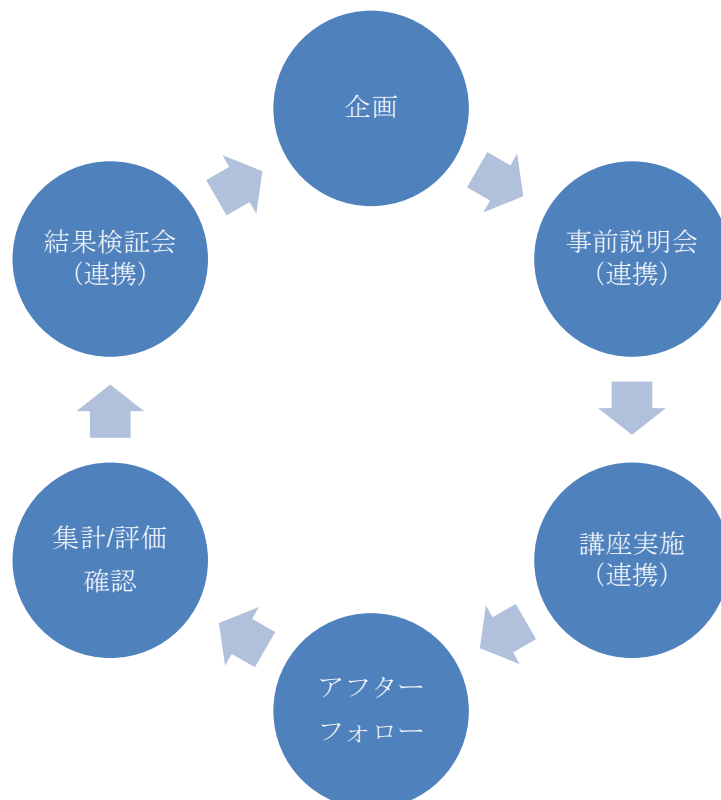 企画
事前説明会
（連携）
講座実施
（連携）
アフター
フォロー
集計/評価
確認
結果検証会
（連携）